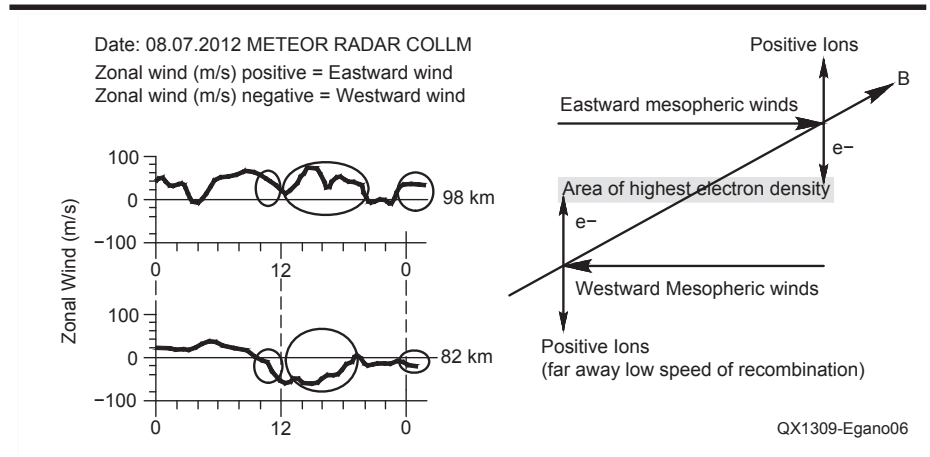 Date: 08.07.2012 METEOR RADAR COLLM
Zonal wind (m/s) positive = Eastward wind
Zonal wind (m/s) negative = Westward wind
100
0
−100
98 km
0
12
0
Zonal Wind (m/s)
100
0
−100
82 km
0
12
0
Positive Ions
B
Eastward mesopheric winds
e−
Area of highest electron density
e−
Westward Mesopheric winds
Positive Ions
(far away low speed of recombination)
QX1309-Egano06